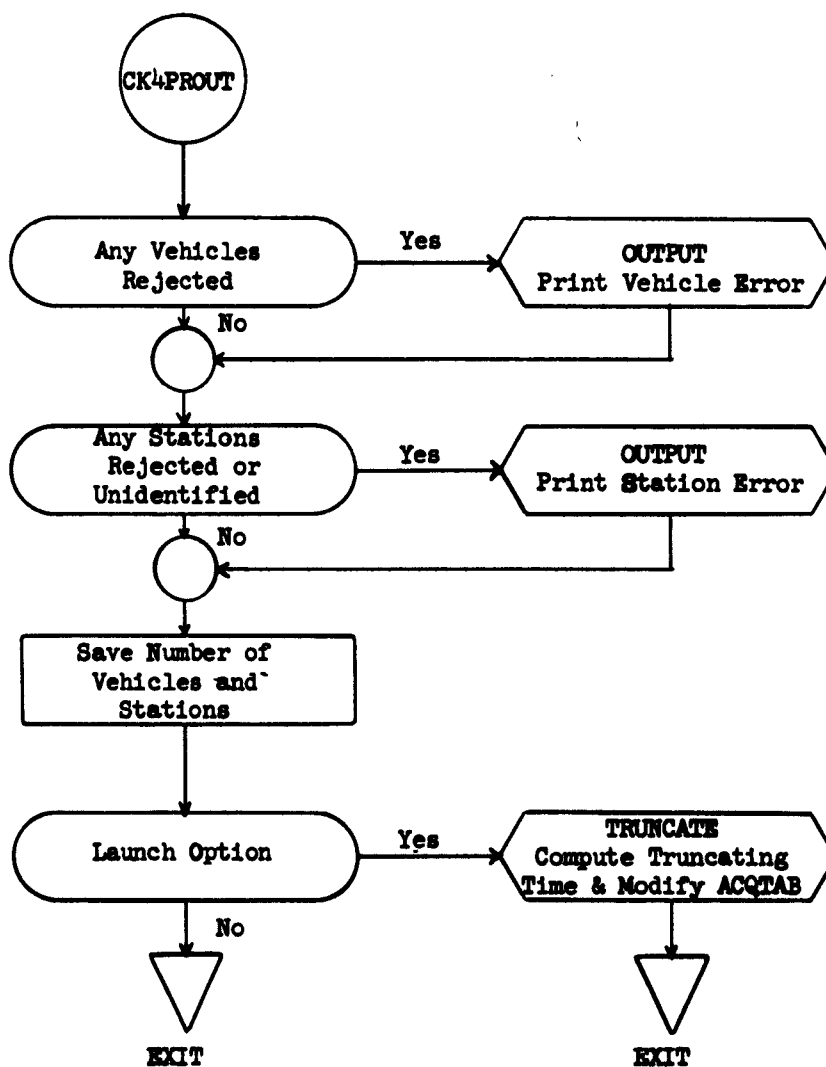 CK4PROUT
Any Vehicles
Rejected
Yes
OUTPUT
Print Vehicle Error
No
Any Stations
Rejected or
Unidentified
Yes
OUTPUT
Print Station Error
No
Save Number of
Vehicles and
Stations
Launch Option
Yes
TRUNCATE
Compute Truncating
Time & Modify ACQTAB
No
EXIT
EXIT